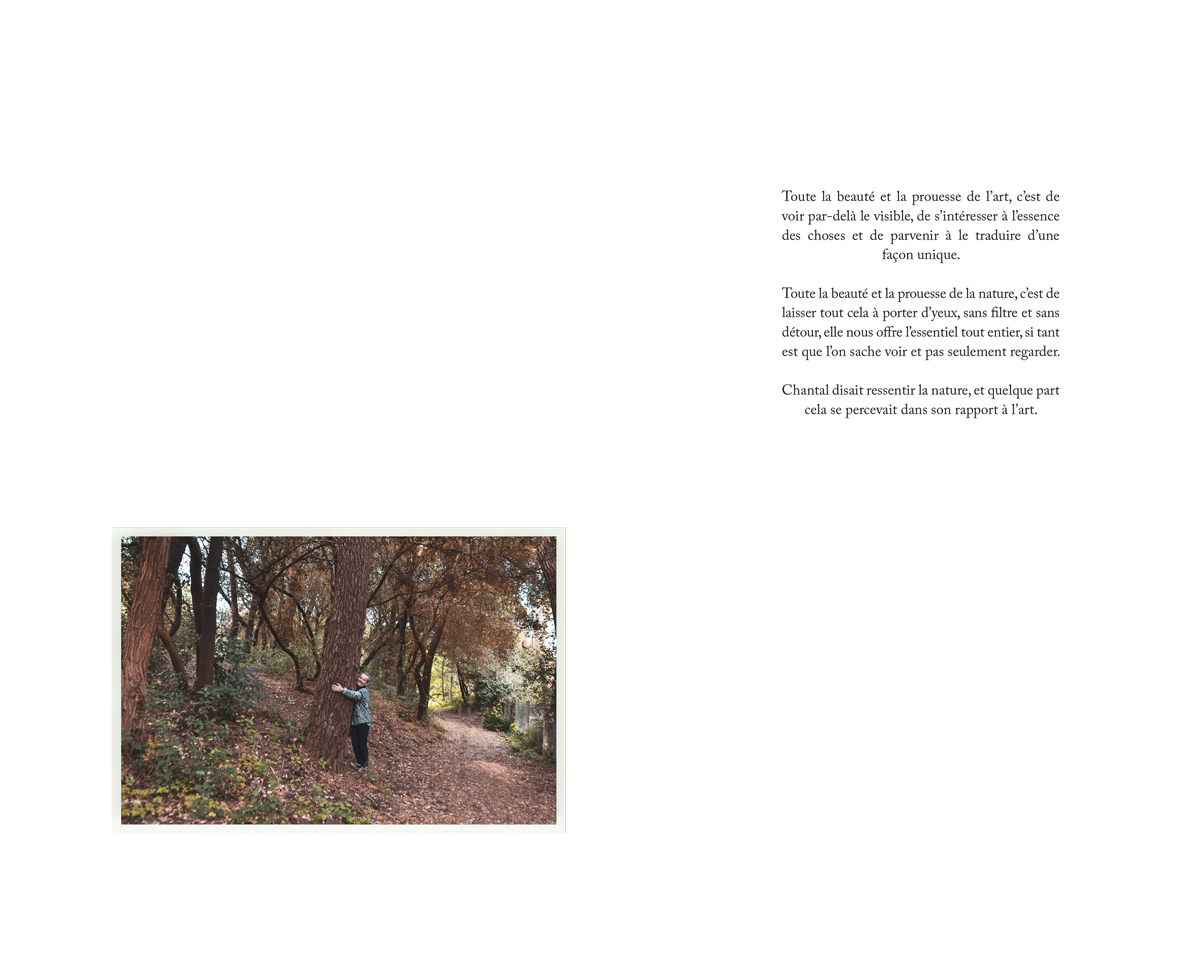 Toute la beauté et la prouesse de l’art, c’est de
voir par-delà le visible, de s’intéresser à l’essence
des choses et de parvenir à le traduire d’une
façon unique.
Toute la beauté et la prouesse de la nature, c’est de
laisser tout cela à porter d’yeux, sans filtre et sans
détour, elle nous offre l’essentiel tout entier, si tant
est que l’on sache voir et pas seulement regarder.
Chantal disait ressentir la nature, et quelque part
cela se percevait dans son rapport à l’art.